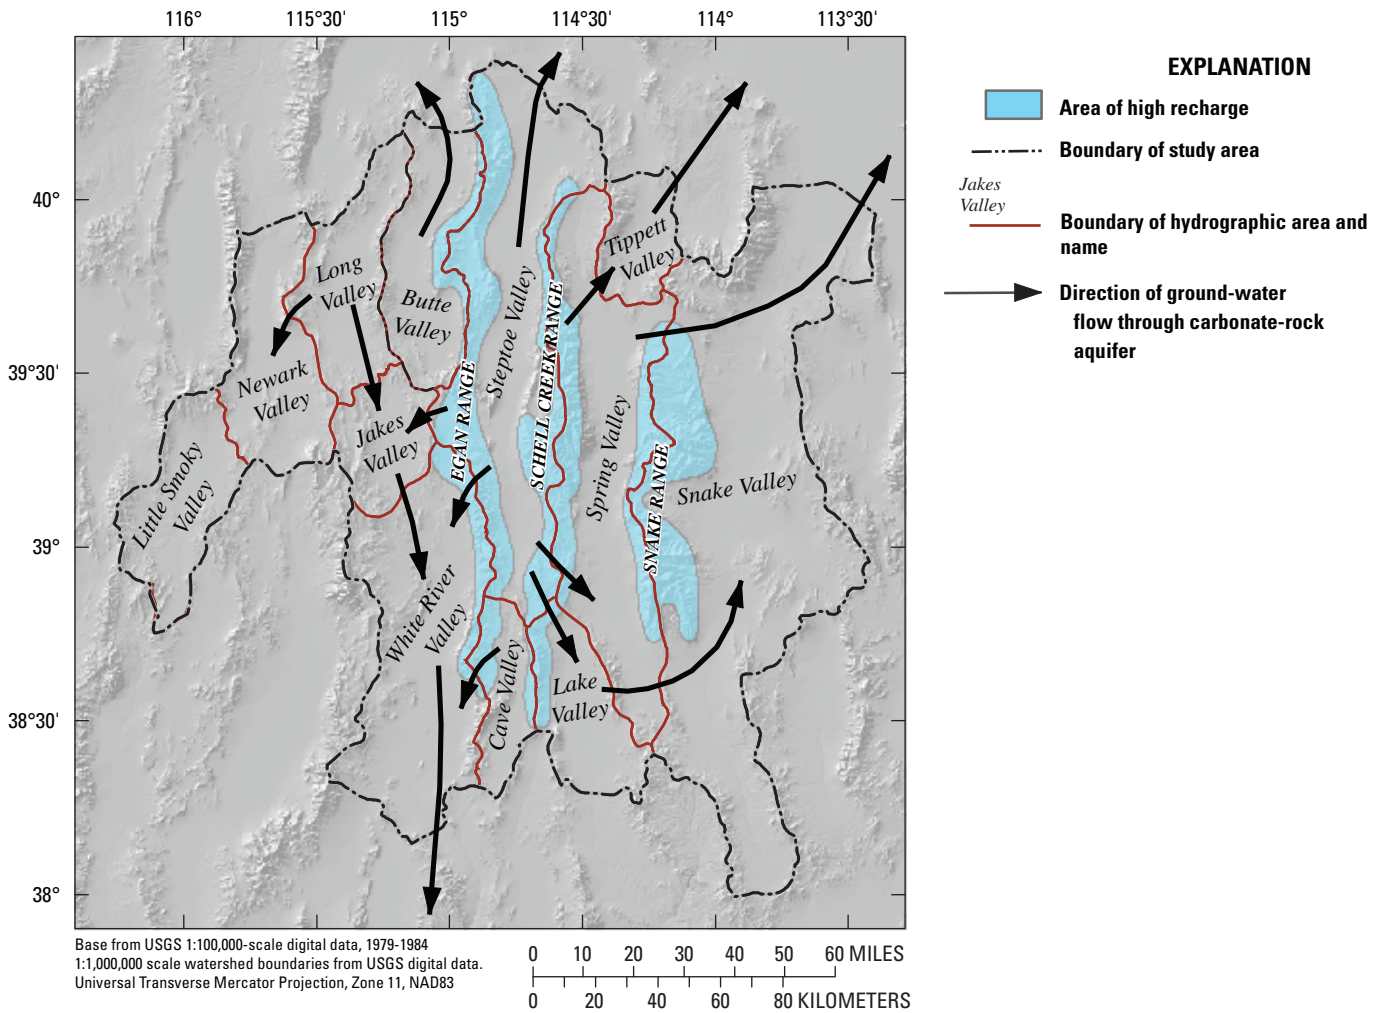 116°
115°30'
115°
114°30'
114°
113°30'
40°
39°30'
39°
38°30'
38°
Long
Valley
Butte
Valley
Steptoe Valley
Tippett
Valley
Newark
Valley
Jakes
Valley
Little Smoky
Valley
EGAN RANGE
SCHELL CREEK RANGE
Spring Valley
SNAKE RANGE
Snake Valley
White River
Valley
Cave Valley
Lake
Valley
EXPLANATION
Area of high recharge
Boundary of study area
Jakes
Valley
Boundary of hydrographic area and
name
Direction of ground-water
flow through carbonate-rock
aquifer
Base from USGS 1:100,000-scale digital data, 1979-1984
1:1,000,000 scale watershed boundaries from USGS digital data.
Universal Transverse Mercator Projection, Zone 11, NAD83
0 10 20 30 40 50 60 MILES
0 20 40 60 80 KILOMETERS